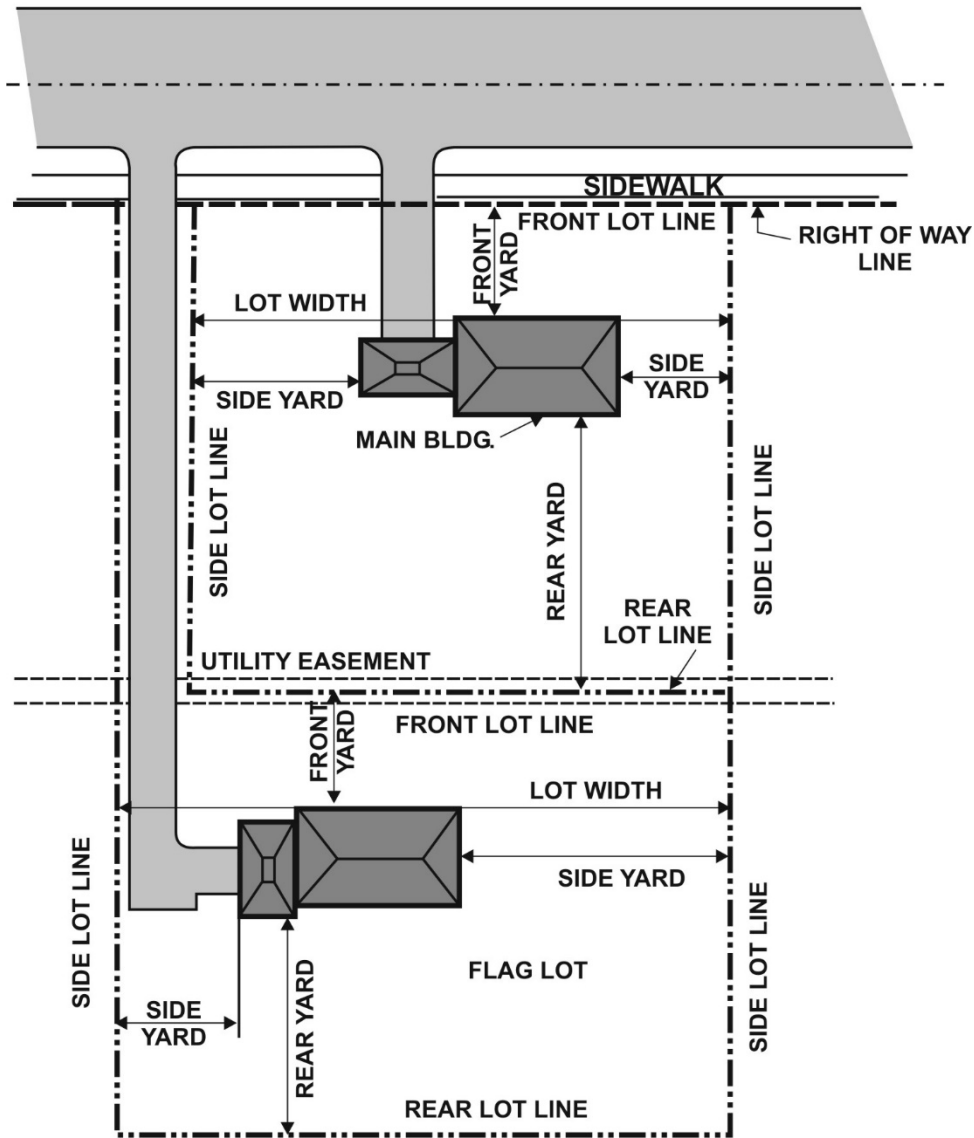 SIDEWALK
FRONT LOT LINE
RIGHT OF WAY
LINE
FRONT
YARD
LOT WIDTH
SIDE
YARD
SIDE YARD
MAIN BLDG.
SIDE LOT LINE
REAR YARD
SIDE LOT LINE
REAR
LOT LINE
UTILITY EASEMENT
FRONT LOT LINE
FRONT
YARD
LOT WIDTH
SIDE YARD
SIDE LOT LINE
SIDE LOT LINE
FLAG LOT
REAR YARD
SIDE
YARD
REAR LOT LINE